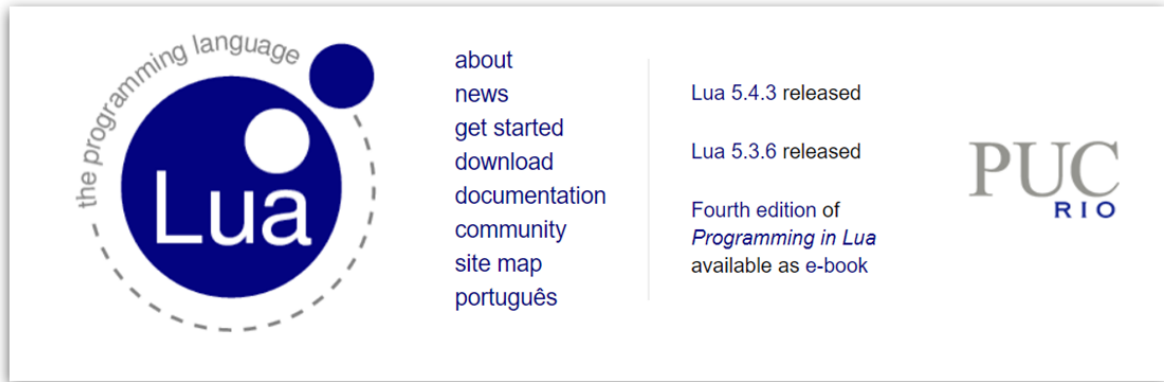 the programming language
Lua
about
news
get started
download
documentation
community
site map
português
Lua 5.4.3 released
Lua 5.3.6 released
Fourth edition of
Programming in Lua
available as e-book
PUC
RIO